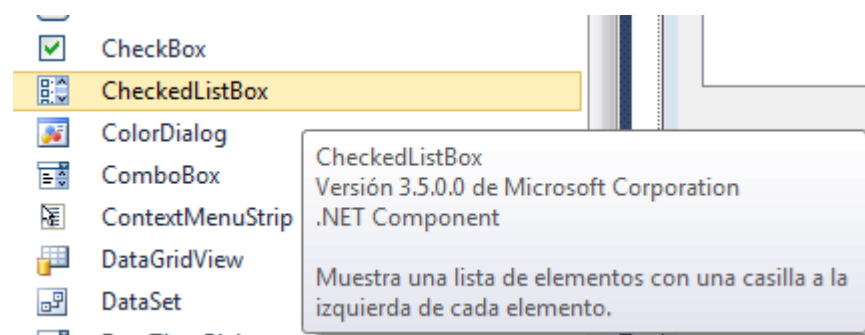 CheckBox
CheckedListBox
ColorDialog
ComboBox
ContextMenuStrip
DataGridView
DataSet
CheckedListBox
Versión 3.5.0.0 de Microsoft Corporation
.NET Component
Muestra una lista de elementos con una casilla a la
izquierda de cada elemento.